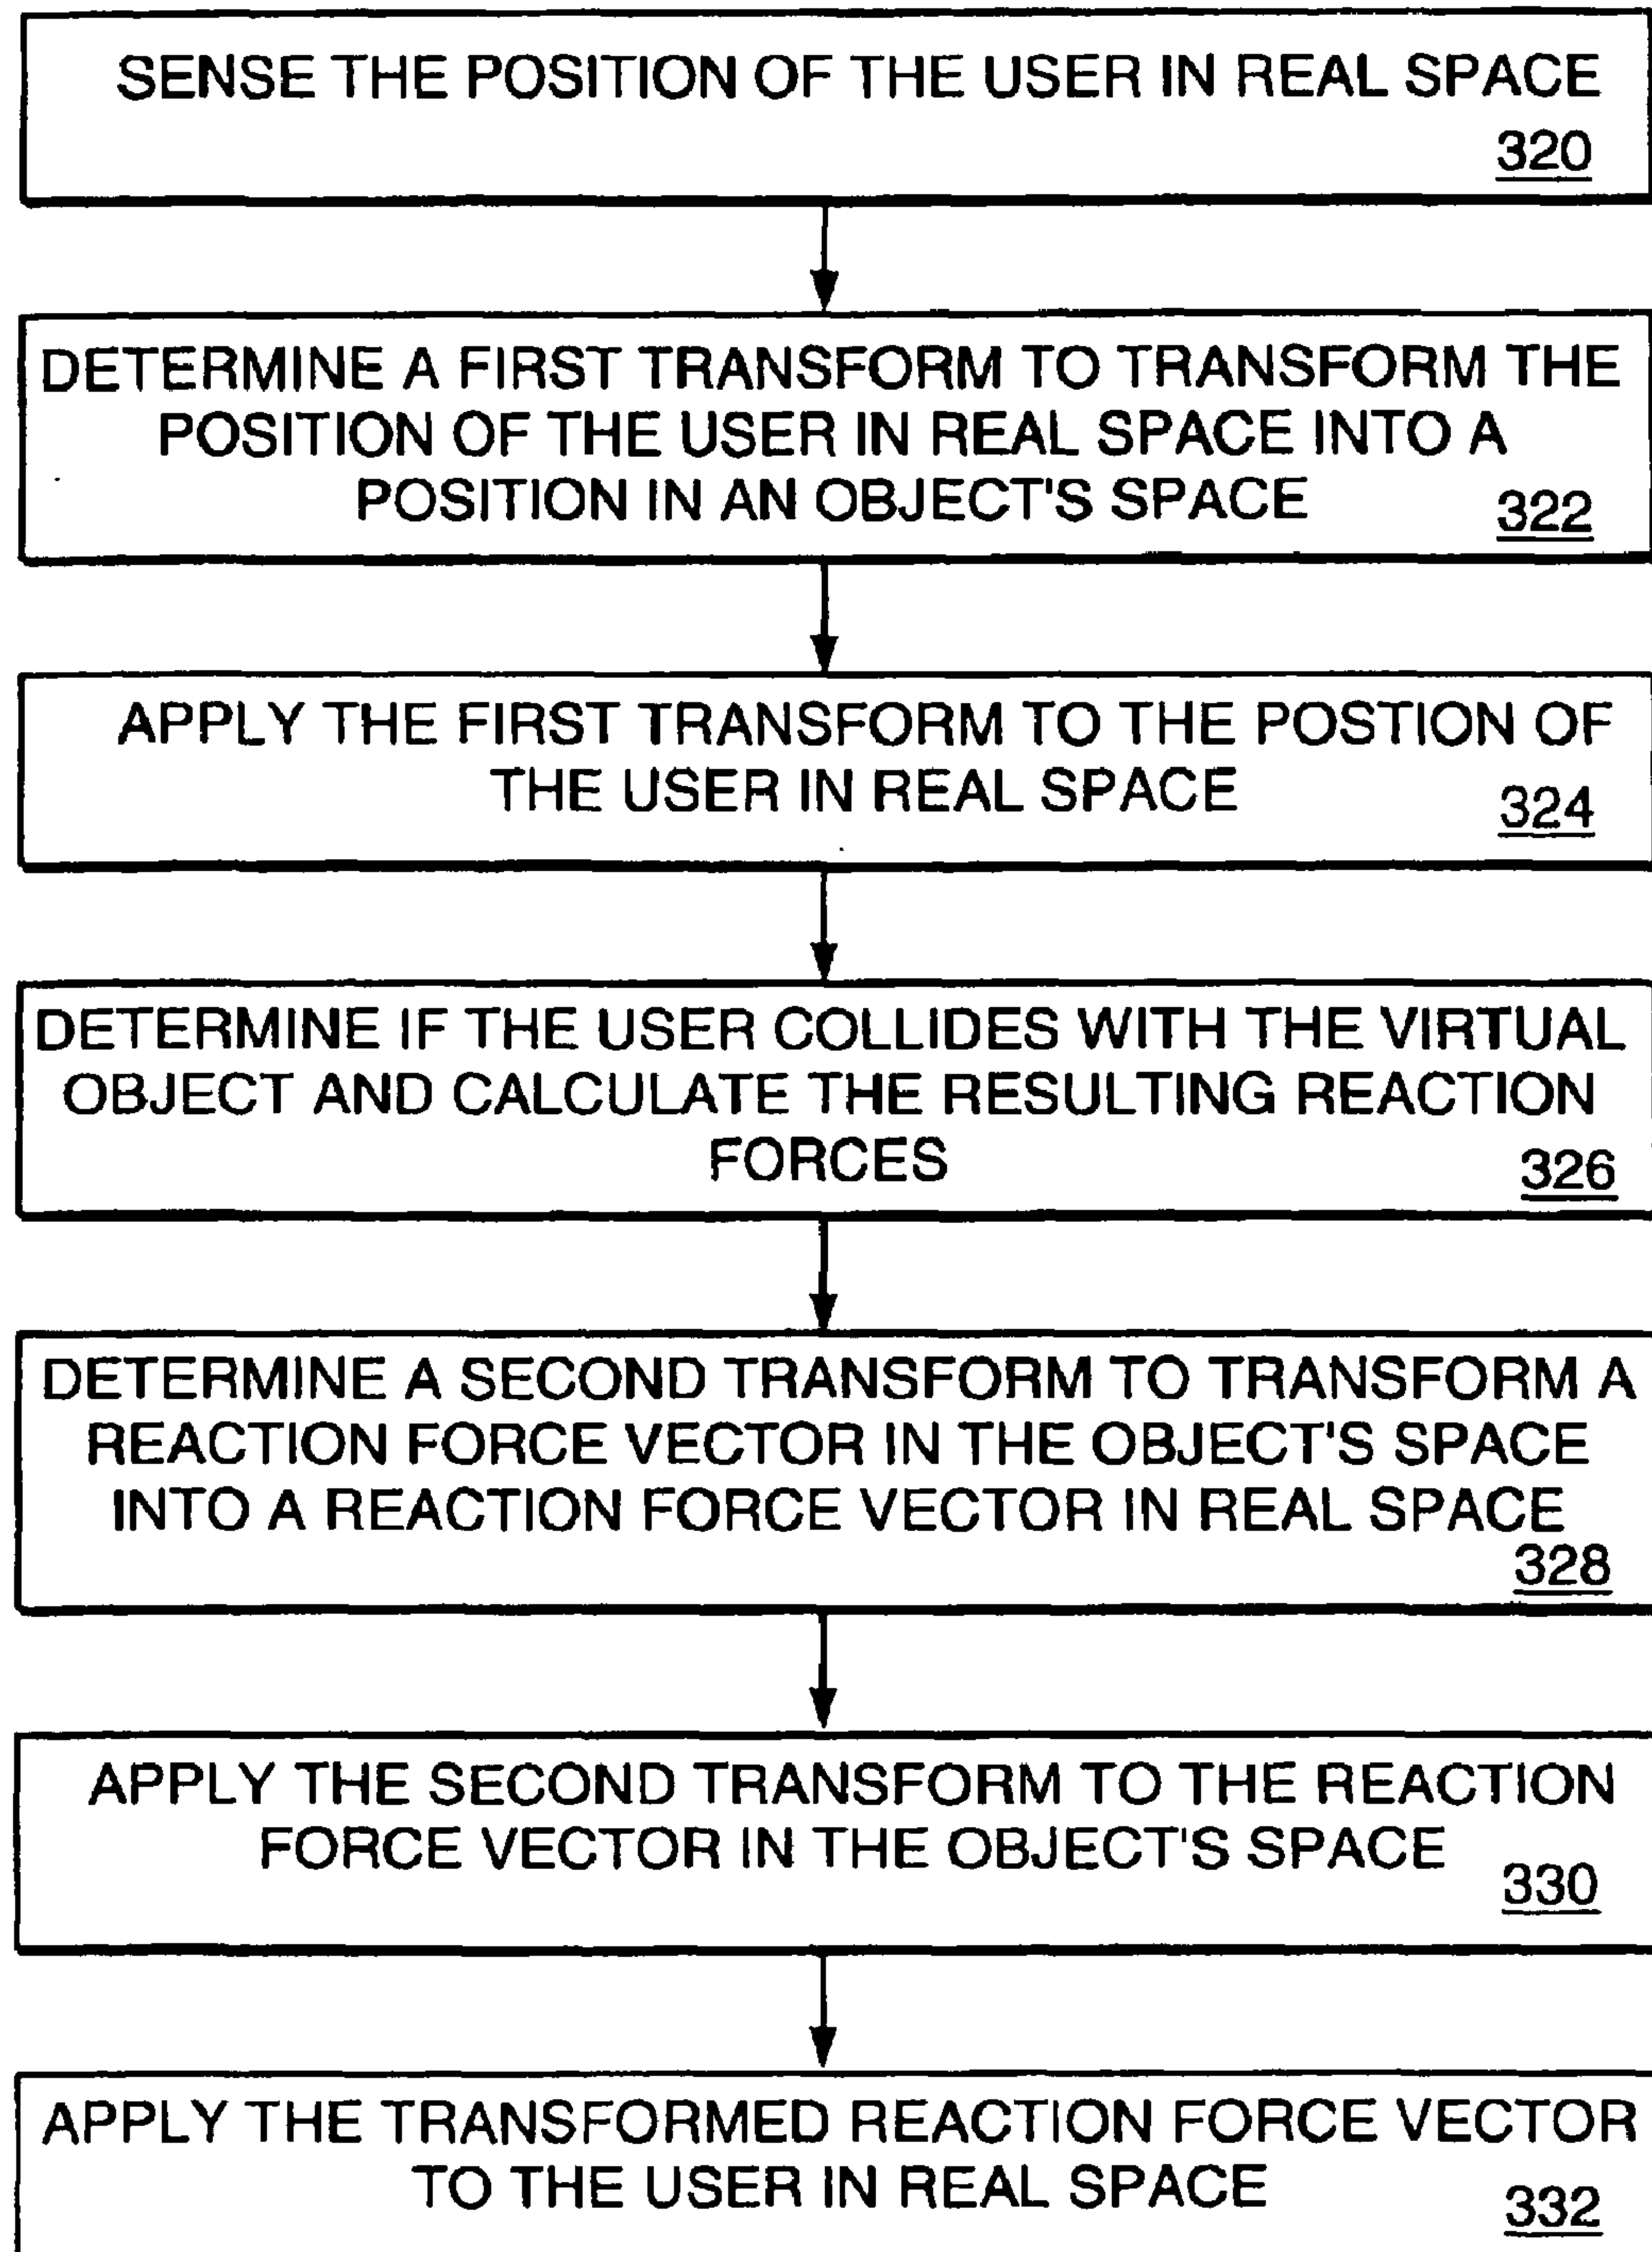 SENSE THE POSITION OF THE USER IN REAL SPACE
320
DETERMINE A FIRST TRANSFORM TO TRANSFORM THE
POSITION OF THE USER IN REAL SPACE INTO A
POSITION IN AN OBJECT'S SPACE
322
APPLY THE FIRST TRANSFORM TO THE POSTION OF
THE USER IN REAL SPACE
324
DETERMINE IF THE USER COLLIDES WITH THE VIRTUAL
OBJECT AND CALCULATE THE RESULTING REACTION
FORCES
326
DETERMINE A SECOND TRANSFORM TO TRANSFORM A
REACTION FORCE VECTOR IN THE OBJECT'S SPACE
INTO A REACTION FORCE VECTOR IN REAL SPACE
328
APPLY THE SECOND TRANSFORM TO THE REACTION
FORCE VECTOR IN THE OBJECT'S SPACE
330
APPLY THE TRANSFORMED REACTION FORCE VECTOR
TO THE USER IN REAL SPACE
332